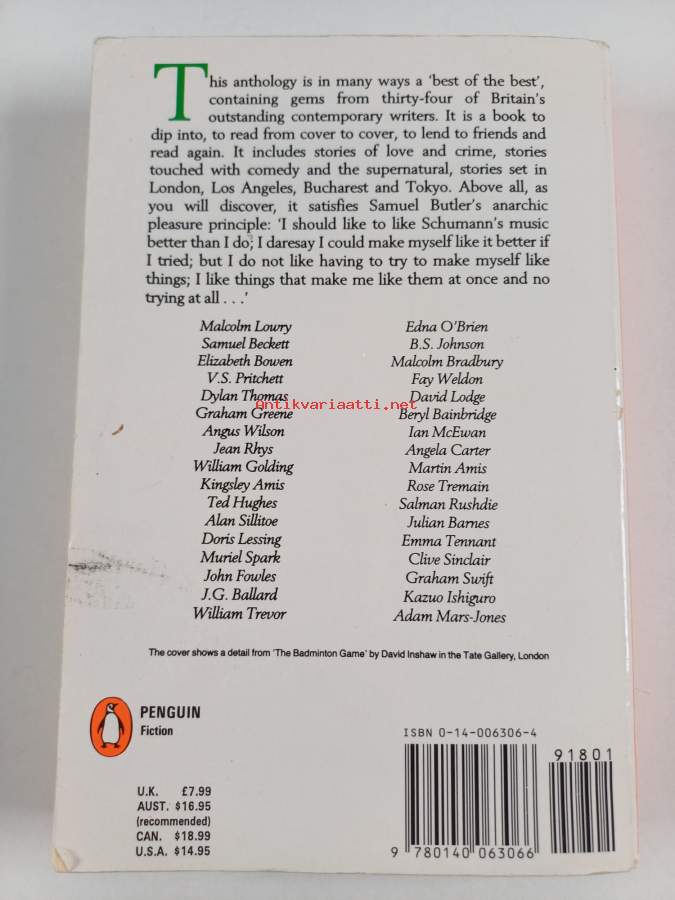 This anthology is in many ways a 'best of the best',
containing gems from thirty-four of Britain's
outstanding contemporary writers. It is a book to
dip into, to read from cover to cover, to lend to friends and
read again. It includes stories of love and crime, stories
touched with comedy and the supernatural, stories set in
London, Los Angeles, Bucharest and Tokyo. Above all, as
you will discover, it satisfies Samuel Butler's anarchic
pleasure principle: 'I should like to like Schumann's music
better than I do; I daresay I could make myself like it better if
I tried; but I do not like having to try to make myself like
things; I like things that make me like them at once and no
trying at all . . .'
Malcolm Lowry
Samuel Beckett
Elizabeth Bowen
V.S. Pritchett
Dylan Thomas
Graham Greene
Angus Wilson
Jean Rhys
William Golding
Kingsley Amis
Ted Hughes
Alan Sillitoe
Doris Lessing
Muriel Spark
John Fowles
J.G. Ballard
William Trevor
Edna O'Brien
B.S. Johnson
Malcolm Bradbury
Fay Weldon
David Lodge
Beryl Bainbridge
Ian McEwan
Angela Carter
Martin Amis
Rose Tremain
Salman Rushdie
Julian Barnes
Emma Tennant
Clive Sinclair
Graham Swift
Kazuo Ishiguro
Adam Mars-Jones
Antikvariaatti.net
The cover shows a detail from 'The Badminton Game' by David Inshaw in the Tate Gallery, London
PENGUIN
Fiction
U.K. £7.99
AUST. $16.95
(recommended)
CAN. $18.99
U.S.A. $14.95
ISBN 0-14-006306-4
91801
9 780140 063066